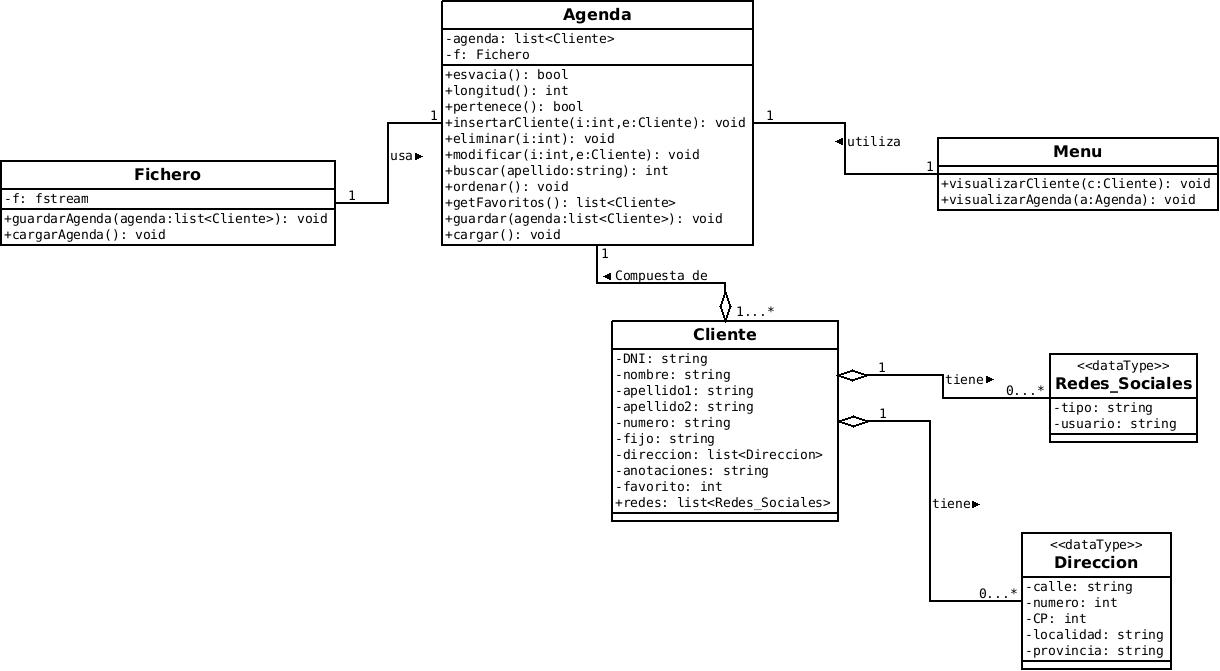 Agenda
-agenda: list<Cliente>
-f: Fichero
+esvacia(): bool
+longitud(): int
+pertenece(): bool
+insertarCliente(i:int,e:Cliente): void
+eliminar(i:int): void
+modificar(i:int,e:Cliente): void
+buscar(apellido:string): int
+ordenar(): void
+getFavoritos(): list<Cliente>
+guardar(agenda:list<Cliente>): void
+cargar(): void
1
usa►
1
Fichero
-f: fstream
+guardarAgenda(agenda:list<Cliente>): void
+cargarAgenda(): void
1
◄utiliza
1
Menu
+visualizarCliente(c:Cliente): void
+visualizarAgenda(a:Agenda): void
1
◄ Compuesta de
1...*
Cliente
-DNI: string
-nombre: string
-apellido1: string
-apellido2: string
-numero: string
-fijo: string
-direccion: list<Direccion>
-anotaciones: string
-favorito: int
+redes: list<Redes_Sociales>
1
tiene►
0...*
<<dataType>>
Redes_Sociales
-tipo: string
-usuario: string
1
tiene►
0...*
<<dataType>>
Direccion
-calle: string
-numero: int
-CP: int
-localidad: string
-provincia: string